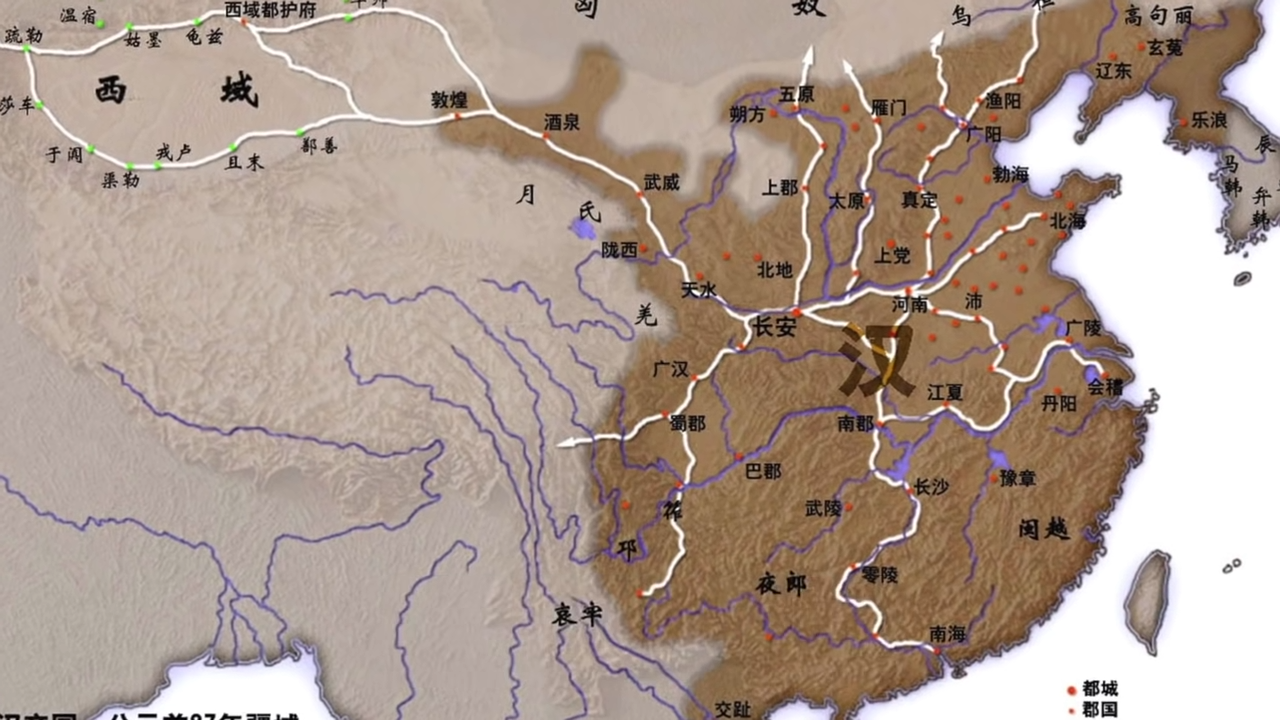 匈
奴
乌
高句丽
温宿
西域都护府
疏勒
姑墨
龟兹
玄菟
辽东
西
域
敦煌
五原
渔阳
莎车
雁门
朔方
酒泉
广阳
乐浪
辰
于阗
戎卢
且末
鄯善
渠勒
马韩
弁韩
月
氏
武威
上郡
太原
真定
勃海
北海
陇西
北地
上党
天水
河南
沛
羌
长安
汉
广陵
广汉
江夏
会稽
丹阳
蜀郡
南郡
巴郡
长沙
豫章
武陵
筰
邛
闽越
零陵
夜郎
哀牢
南海
都城
郡国
交趾